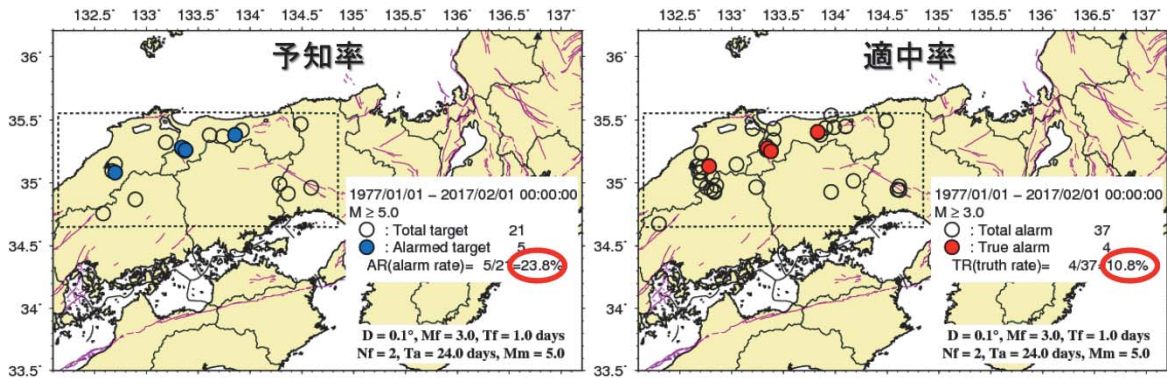 132.5° 133° 133.5° 134° 134.5° 135° 135.5° 136° 136.5° 137°
予知率
36°
35.5°
35°
34.5°
34°
33.5°
1977/01/01 − 2017/02/01 00:00:00
M ≥ 5.0
: Total target 21
: Alarmed target 5
AR(alarm rate)= 5/21=23.8%
D = 0.1°, Mf = 3.0, Tf = 1.0 days
Nf = 2, Ta = 24.0 days, Mm = 5.0
132.5° 133° 133.5° 134° 134.5° 135° 135.5° 136° 136.5° 137°
適中率
36°
35.5°
35°
34.5°
34°
33.5°
1977/01/01 − 2017/02/01 00:00:00
M ≥ 3.0
: Total alarm 37
: True alarm 4
TR(truth rate)= 4/37=10.8%
D = 0.1°, Mf = 3.0, Tf = 1.0 days
Nf = 2, Ta = 24.0 days, Mm = 5.0